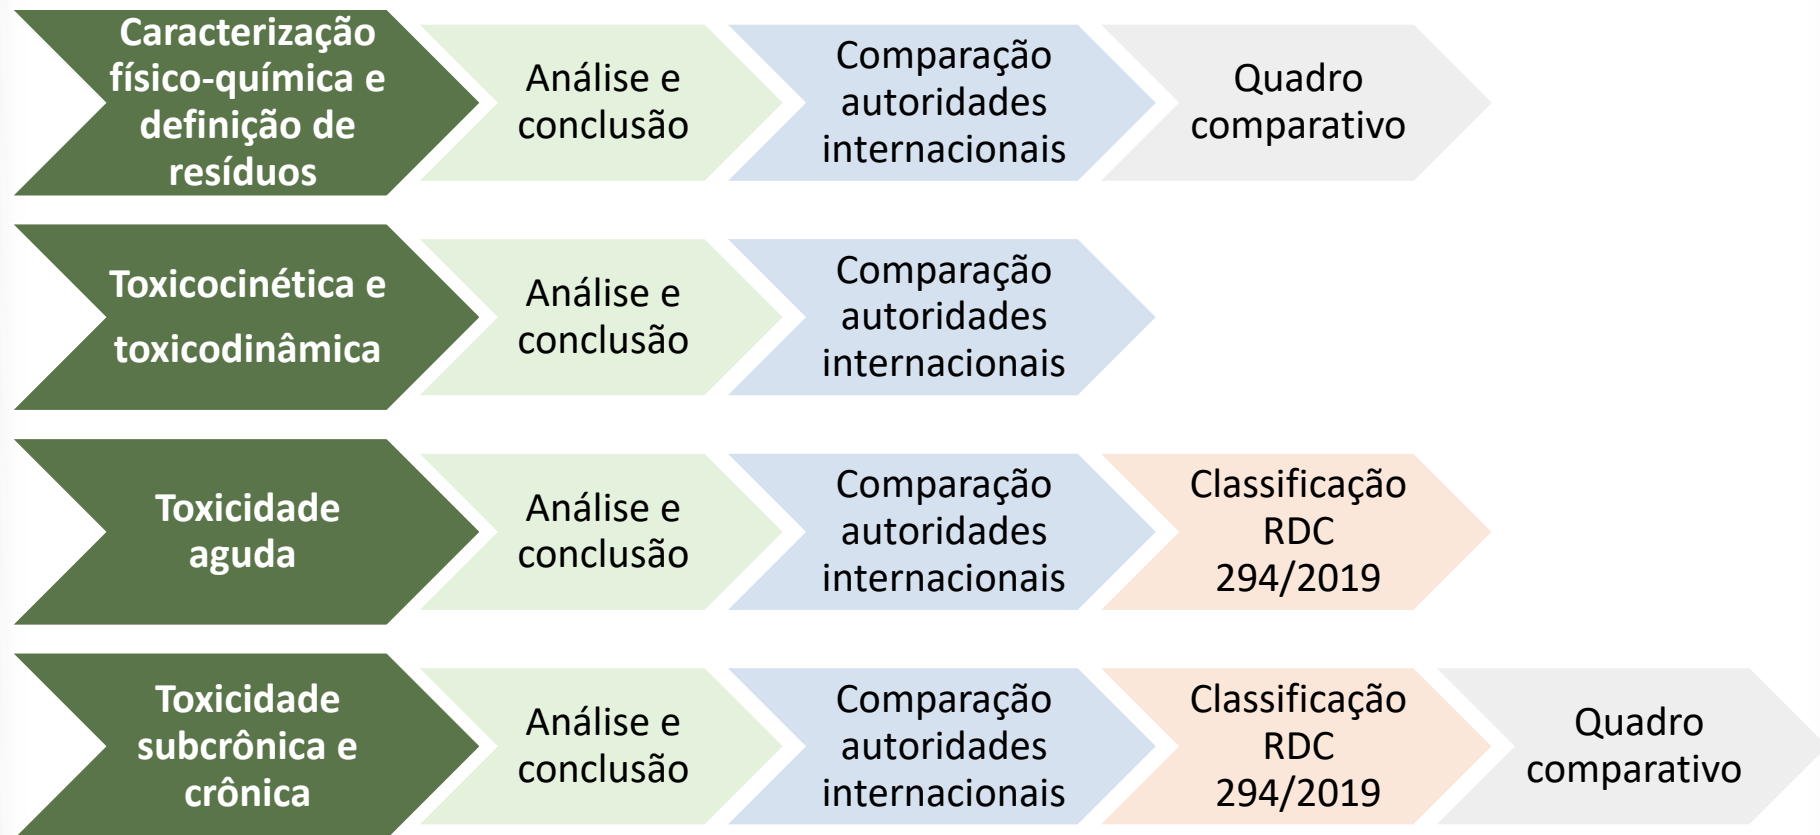 Caracterização
físico-química e
definição de
resíduos
Análise e
conclusão
Comparação
autoridades
internacionais
Quadro
comparativo
Toxicocinética e
toxicodinâmica
Análise e
conclusão
Comparação
autoridades
internacionais
Toxicidade
aguda
Análise e
conclusão
Comparação
autoridades
internacionais
Classificação
RDC
294/2019
Toxicidade
subcrônica e
crônica
Análise e
conclusão
Comparação
autoridades
internacionais
Classificação
RDC
294/2019
Quadro
comparativo